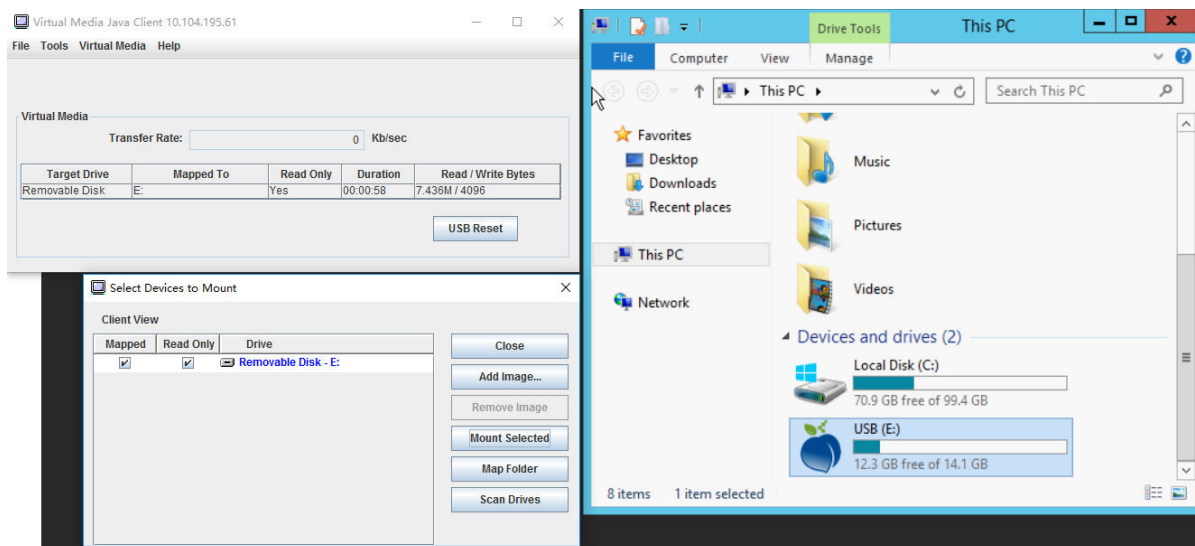 Virtual Media Java Client 10.104.195.61
File Tools Virtual Media Help
Virtual Media
Transfer Rate: 0 Kb/sec
Target Drive Mapped To Read Only Duration Read / Write Bytes
Removable Disk E: Yes 00:00:58 7.436M / 4096
USB Reset
Select Devices to Mount
Client View
Mapped Read Only Drive
Removable Disk - E:
Close
Add Image...
Remove Image
Mount Selected
Map Folder
Scan Drives
Drive Tools This PC
File Computer View Manage
This PC Search This PC
Favorites
Desktop
Downloads
Recent places
This PC
Network
Music
Pictures
Videos
Devices and drives (2)
Local Disk (C:)
70.9 GB free of 99.4 GB
USB (E:)
12.3 GB free of 14.1 GB
8 items 1 item selected